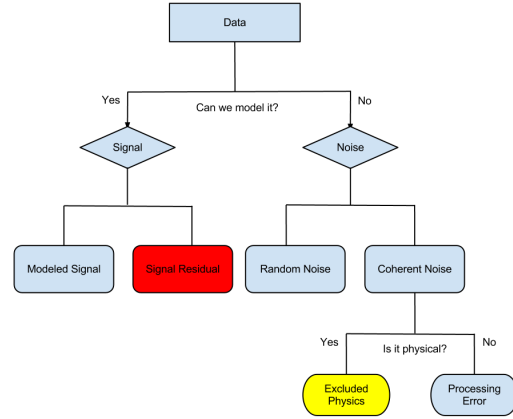 Data
Yes
No
Can we model it?
Signal
Noise
Modeled Signal
Signal Residual
Random Noise
Coherent Noise
Yes
No
Is it physical?
Excluded
Physics
Processing
Error